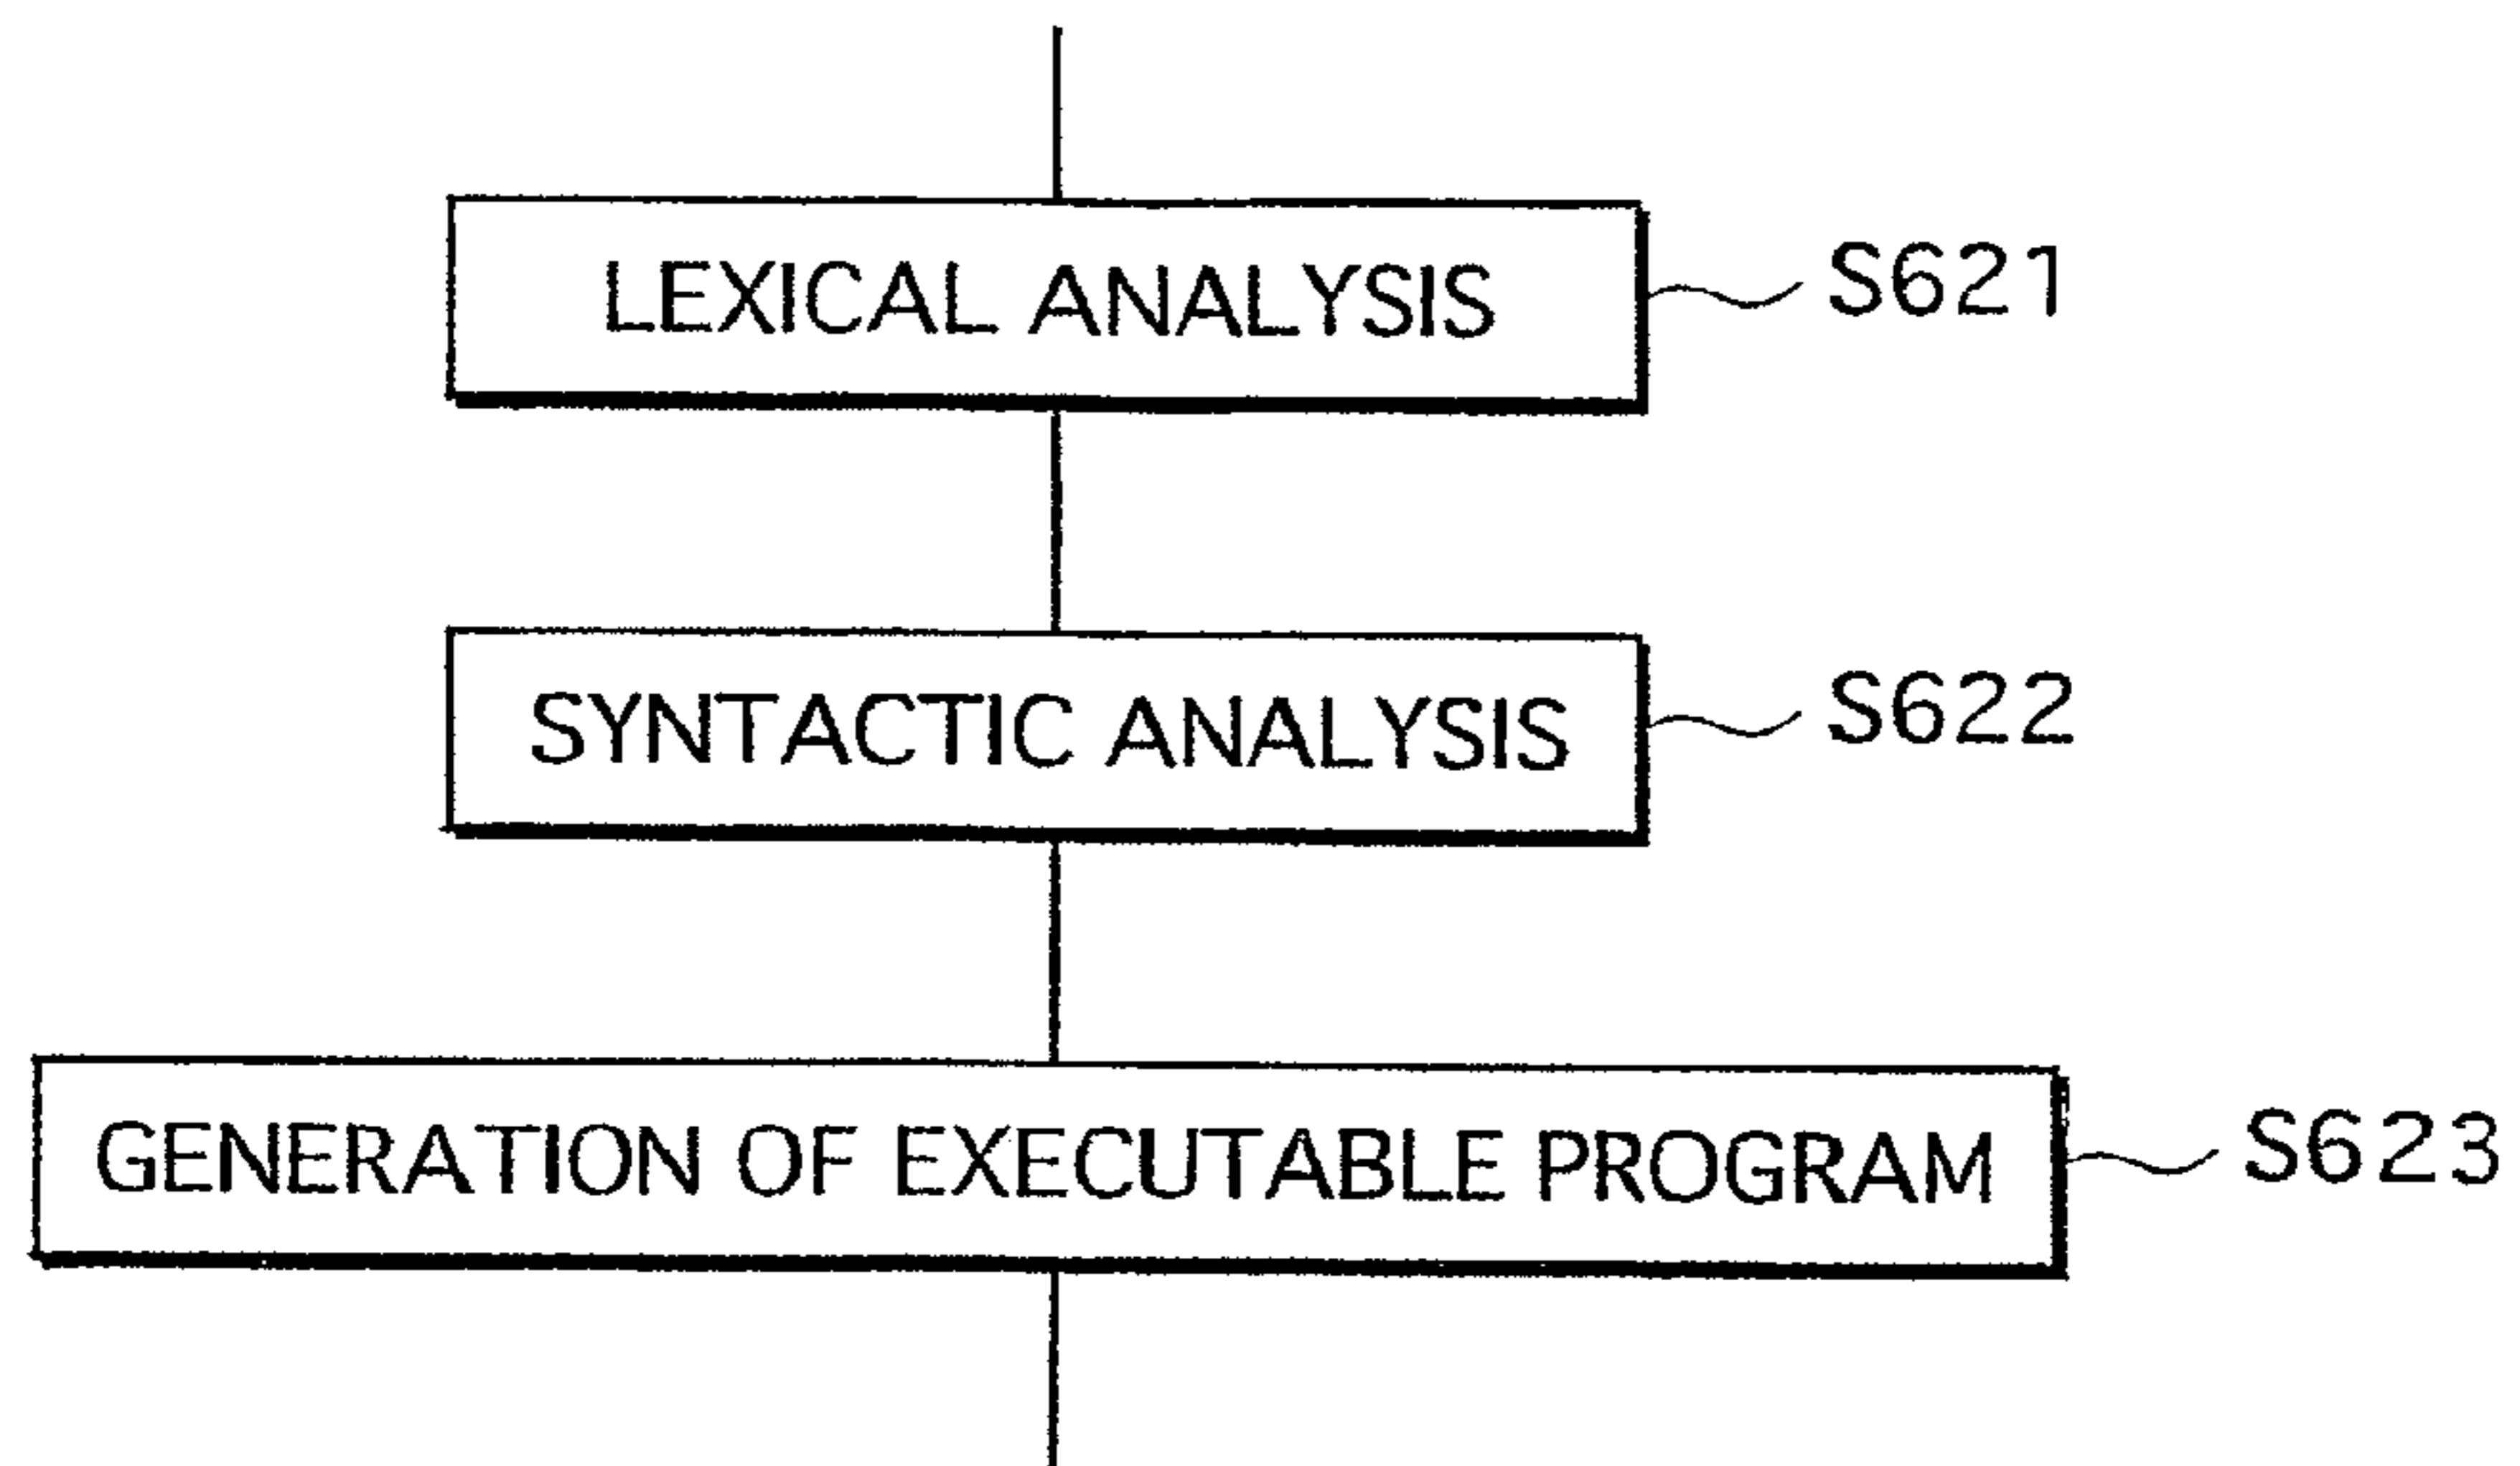 LEXICAL ANALYSIS S621
SYNTACTIC ANALYSIS S622
GENERATION OF EXECUTABLE PROGRAM S623